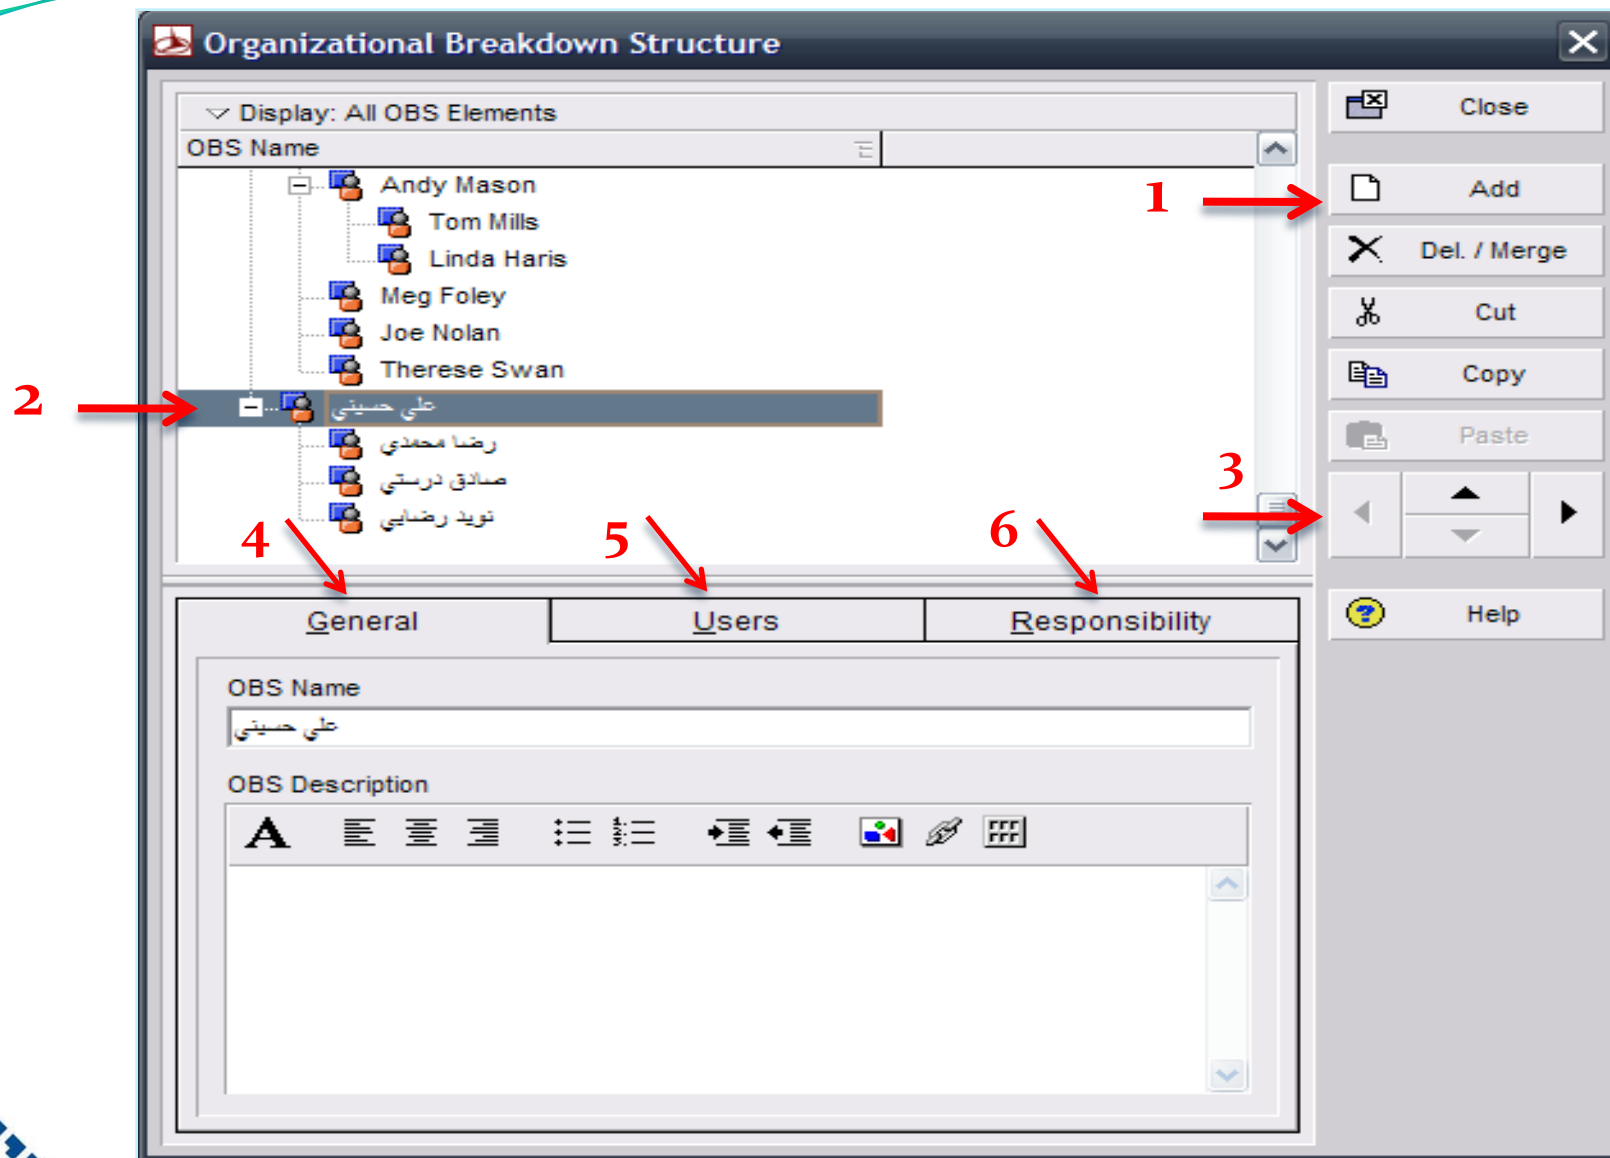 Organizational Breakdown Structure
Display: All OBS Elements
OBS Name
Andy Mason
Tom Mills
Linda Haris
Meg Foley
Joe Nolan
Therese Swan
علي حسيني
رضا محمدي
صادق درستي
نويد رضايي
Close
Add
Del. / Merge
Cut
Copy
Paste
Help
1
2
3
4
5
6
General
Users
Responsibility
OBS Name
علي حسيني
OBS Description
A